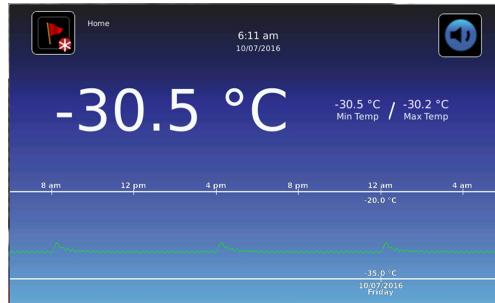 Home
6:11 am
10/07/2016
-30.5 °C
-30.5 °C / -30.2 °C
Min Temp Max Temp
8 am 12 pm 4 pm 8 pm 12 am 4 am
-20.0 °C
-35.0 °C
10/07/2016
Friday